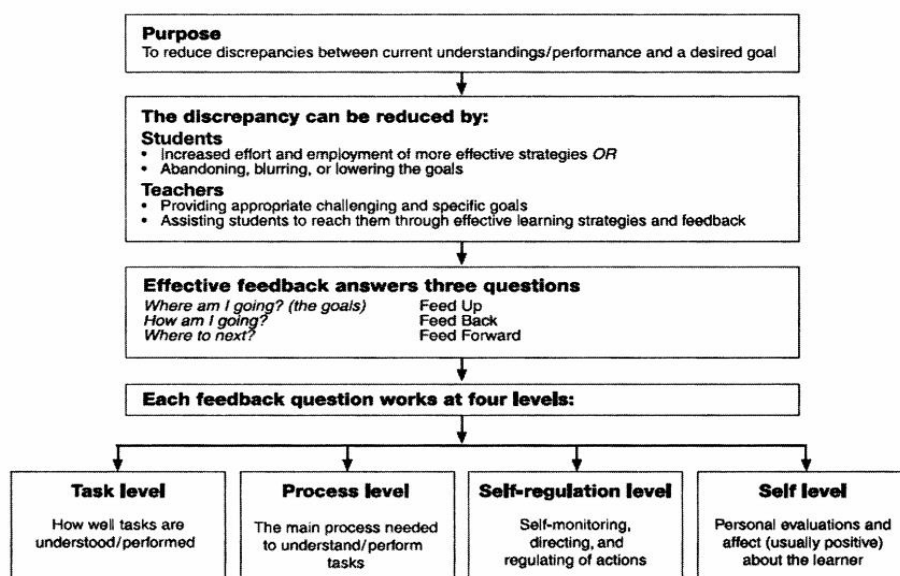 Purpose
To reduce discrepancies between current understandings/performance and a desired goal
The discrepancy can be reduced by:
Students
• Increased effort and employment of more effective strategies OR
• Abandoning, blurring, or lowering the goals
Teachers
• Providing appropriate challenging and specific goals
• Assisting students to reach them through effective learning strategies and feedback
Effective feedback answers three questions
Where am I going? (the goals) Feed Up
How am I going? Feed Back
Where to next? Feed Forward
Each feedback question works at four levels:
Task level
How well tasks are
understood/performed
Process level
The main process needed
to understand/perform
tasks
Self-regulation level
Self-monitoring,
directing, and
regulating of actions
Self level
Personal evaluations and
affect (usually positive)
about the learner